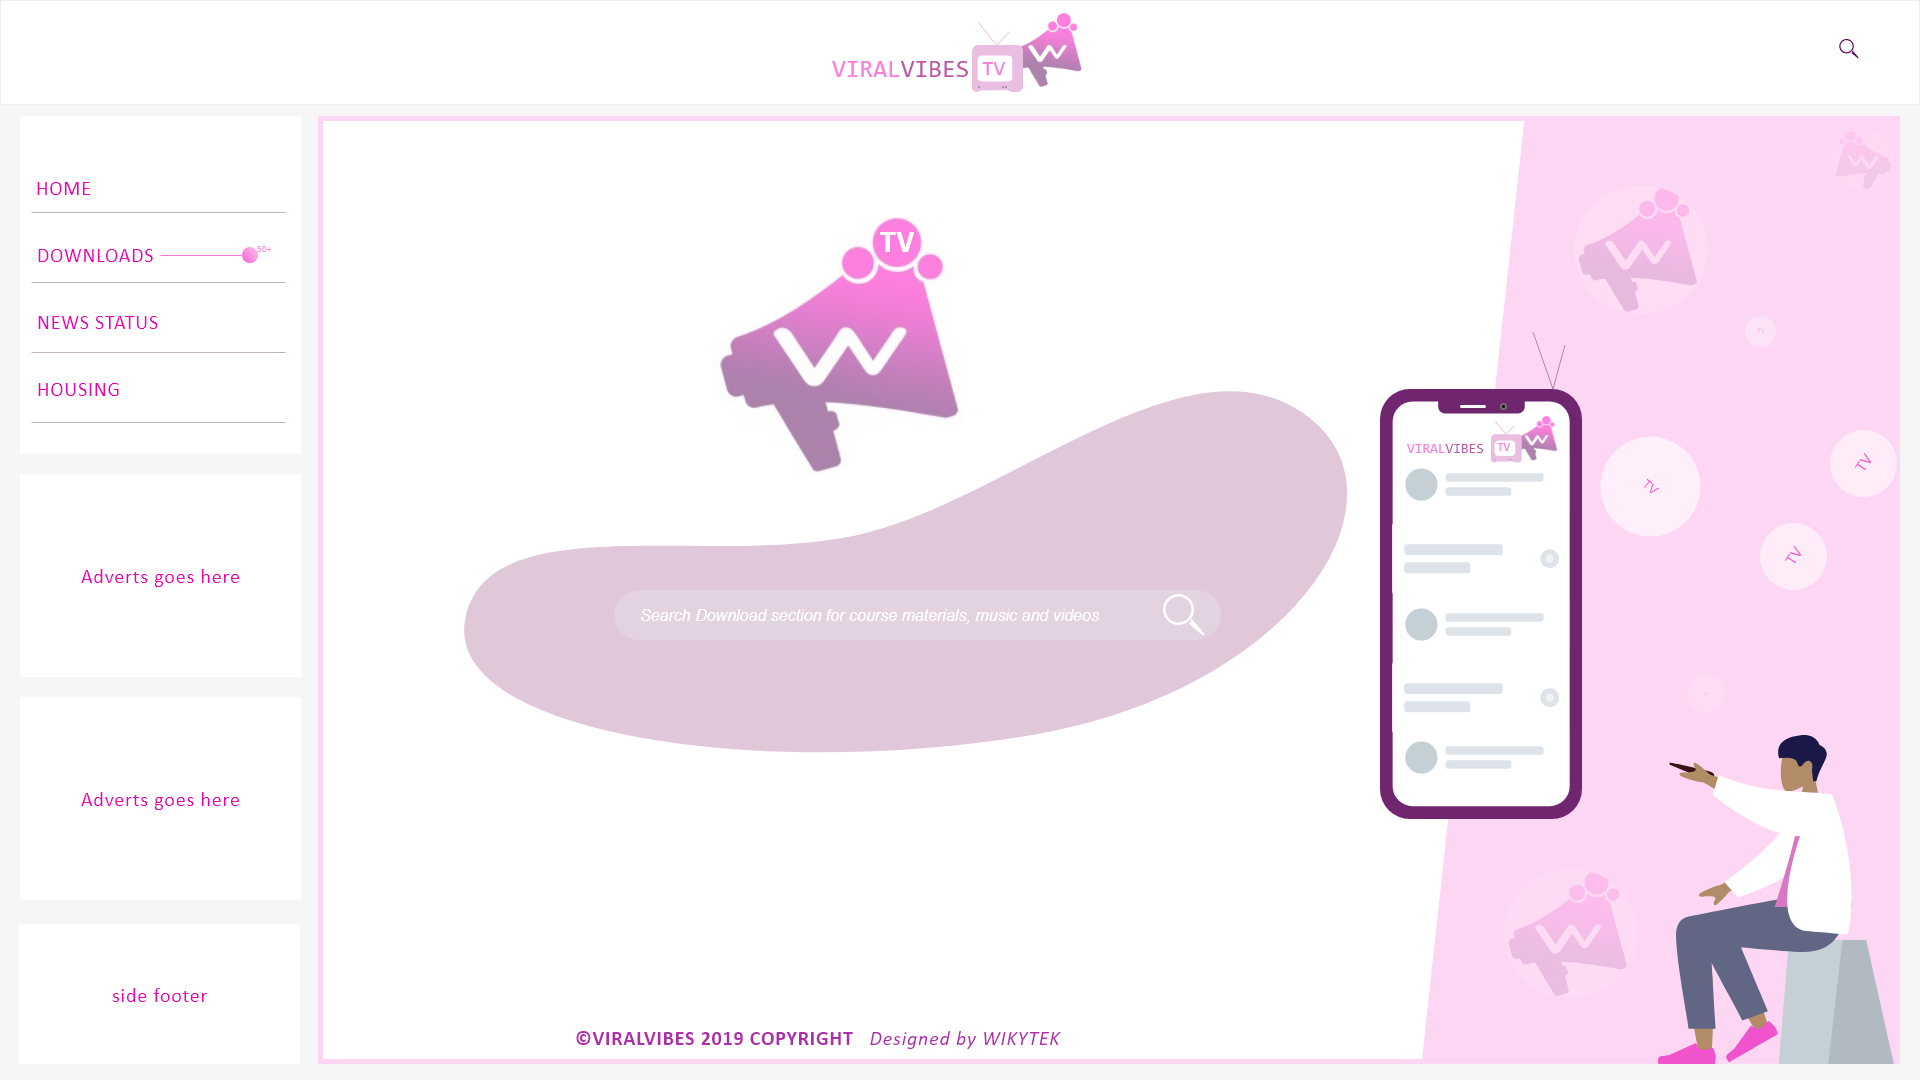 VIRALVIBES TV
HOME
DOWNLOADS 50+
NEWS STATUS
HOUSING
Adverts goes here
Adverts goes here
side footer
TV
Search Download section for course materials, music and videos
VIRALVIBES TV
TV
TV
TV
TV
©VIRALVIBES 2019 COPYRIGHT Designed by WIKYTEK